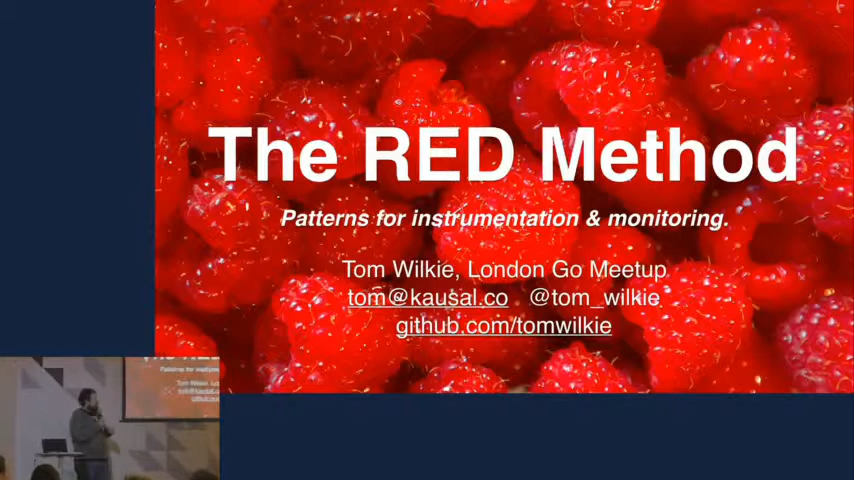 The RED Method
Patterns for instrumentation & monitoring.
Tom Wilkie, London Go Meetup
tom@kausal.co @tom_wilkie
github.com/tomwilkie